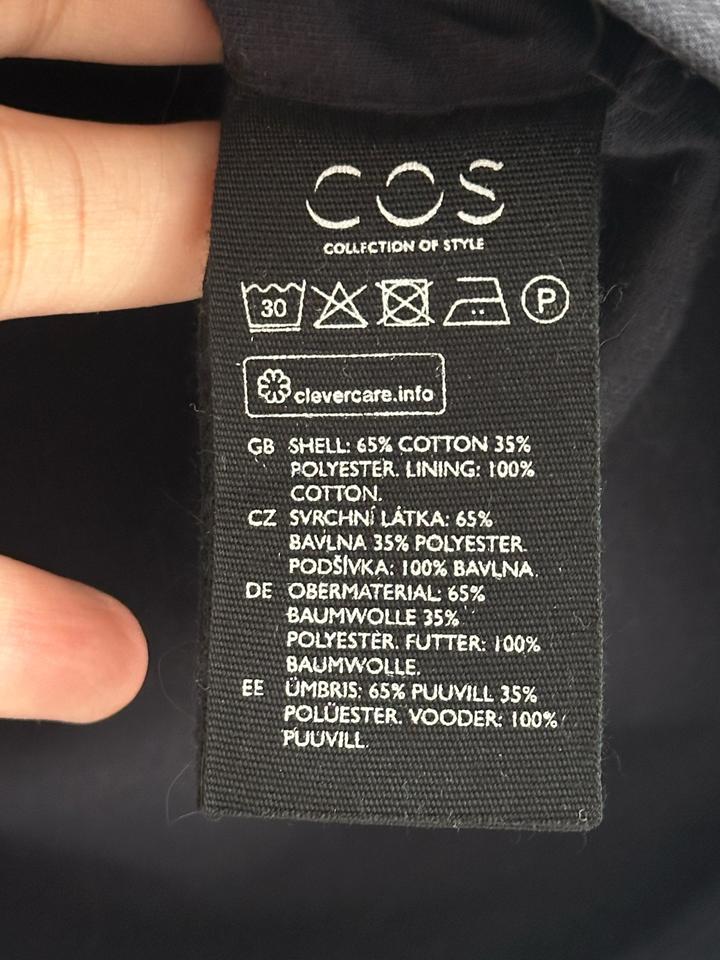 COS
COLLECTION OF STYLE
30
P
clevercare.info
GB SHELL: 65% COTTON 35%
POLYESTER. LINING: 100%
COTTON.
CZ SVRCHNÍ LÁTKA: 65%
BAVLNA 35% POLYESTER.
PODŠÍVKA: 100% BAVLNA.
DE OBERMATERIAL: 65%
BAUMWOLLE 35%
POLYESTER. FUTTER: 100%
BAUMWOLLE.
EE ÜMBRIS: 65% PUUVILL 35%
POLÜESTER. VOODER: 100%
PUUVILL.